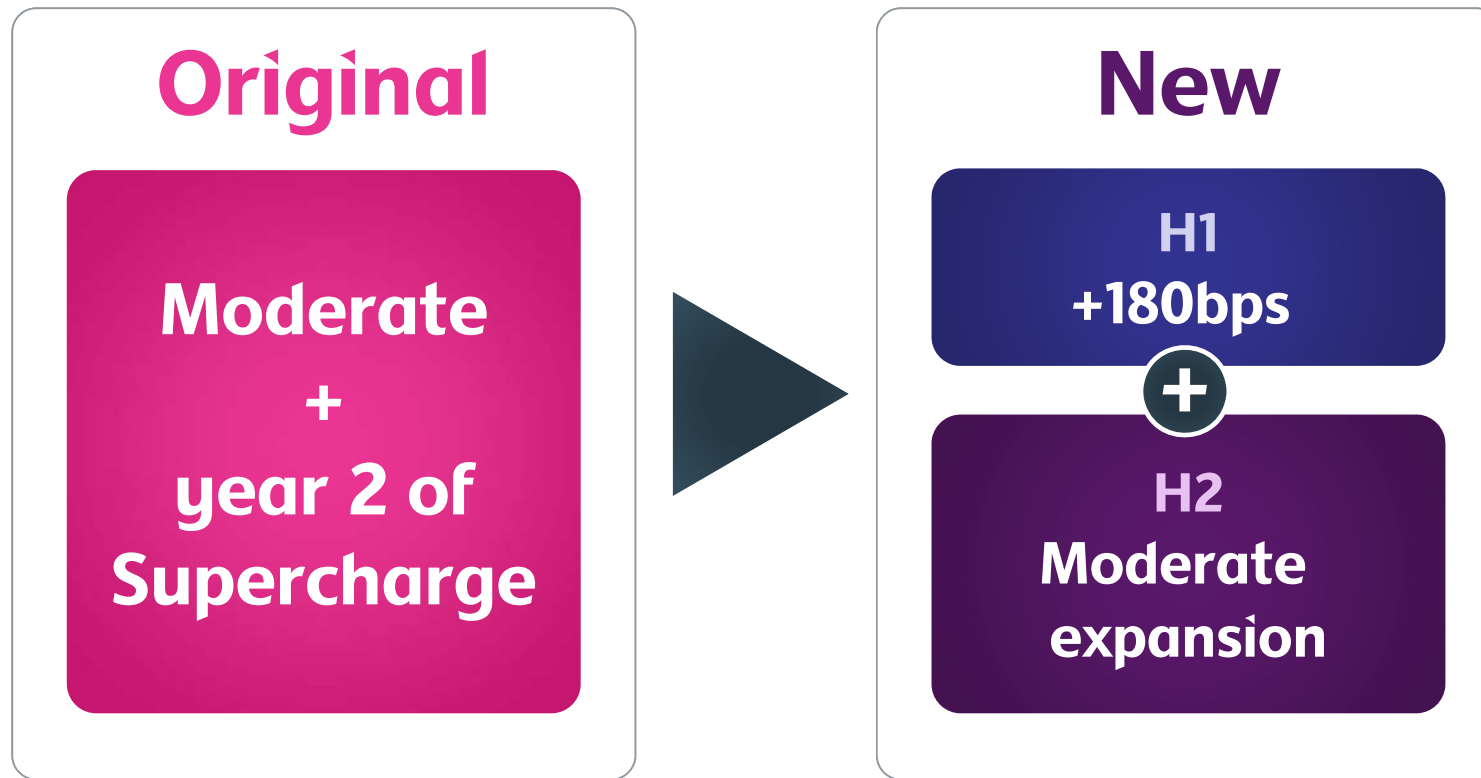 Original
Moderate
+
year 2 of
Supercharge
New
H1
+180bps
+
H2
Moderate
expansion